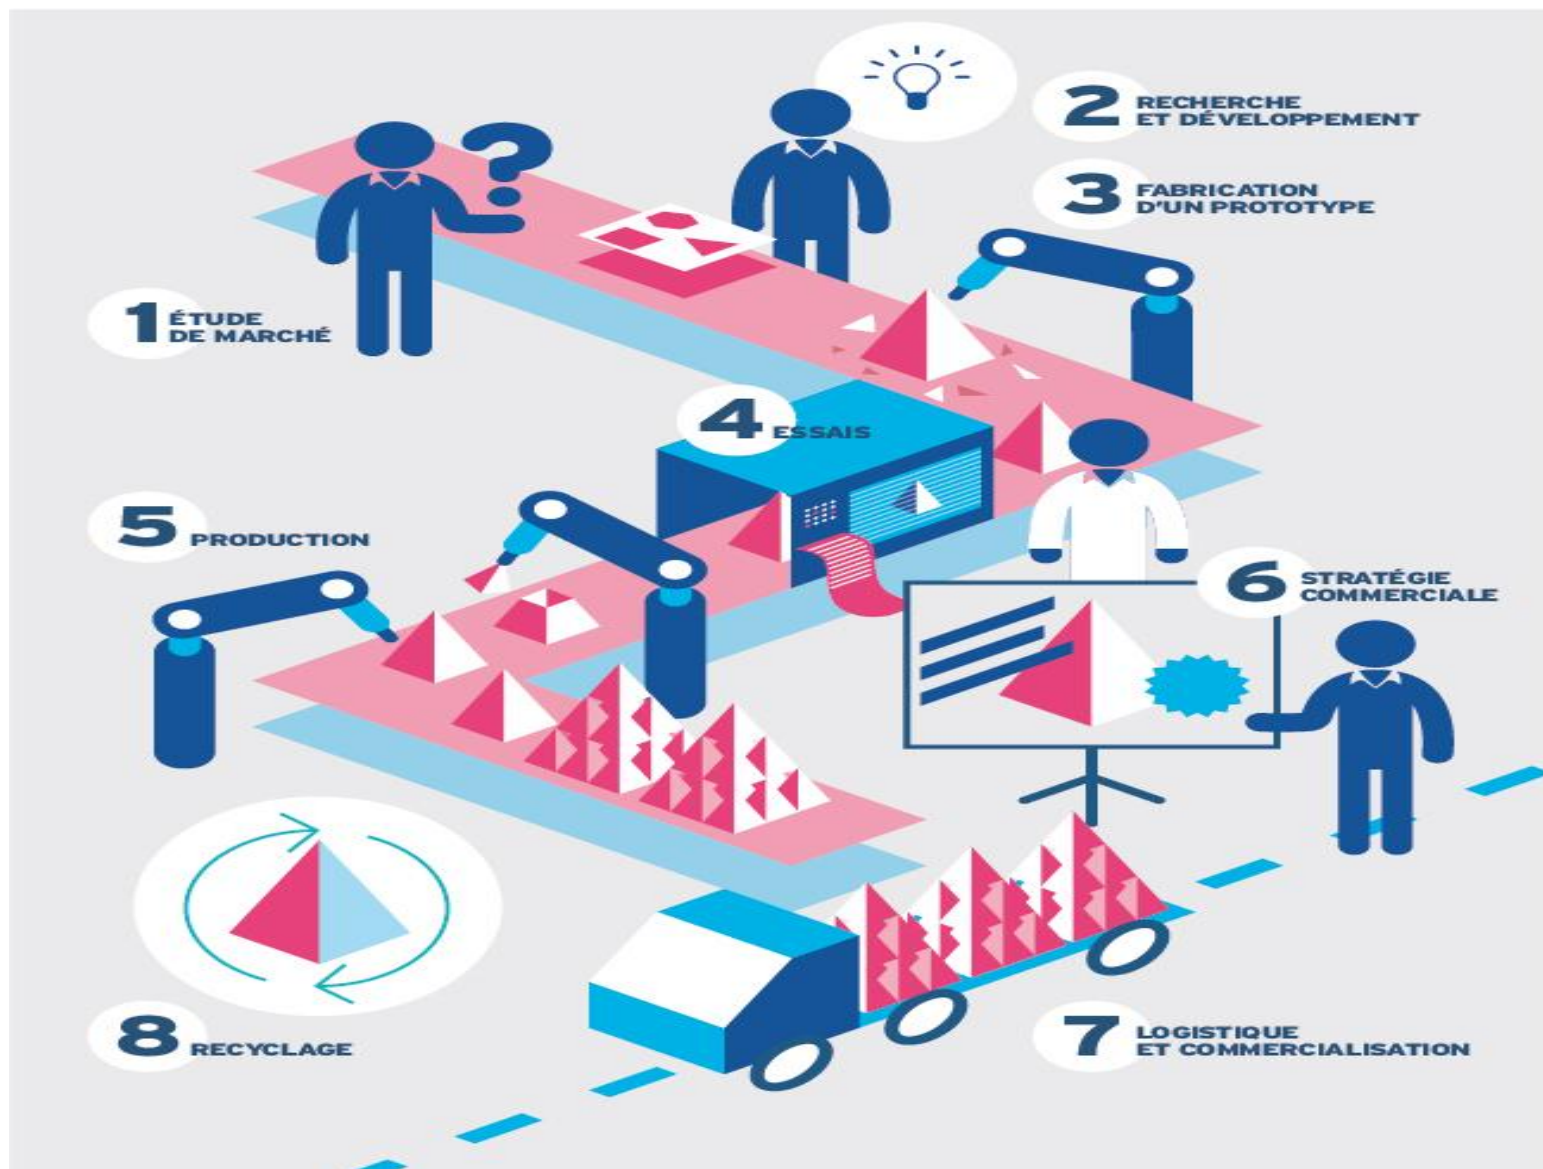 1 ÉTUDE
DE MARCHÉ
2 RECHERCHE
ET DÉVELOPPEMENT
3 FABRICATION
D'UN PROTOTYPE
4 ESSAIS
5 PRODUCTION
6 STRATÉGIE
COMMERCIALE
7 LOGISTIQUE
ET COMMERCIALISATION
8 RECYCLAGE
?